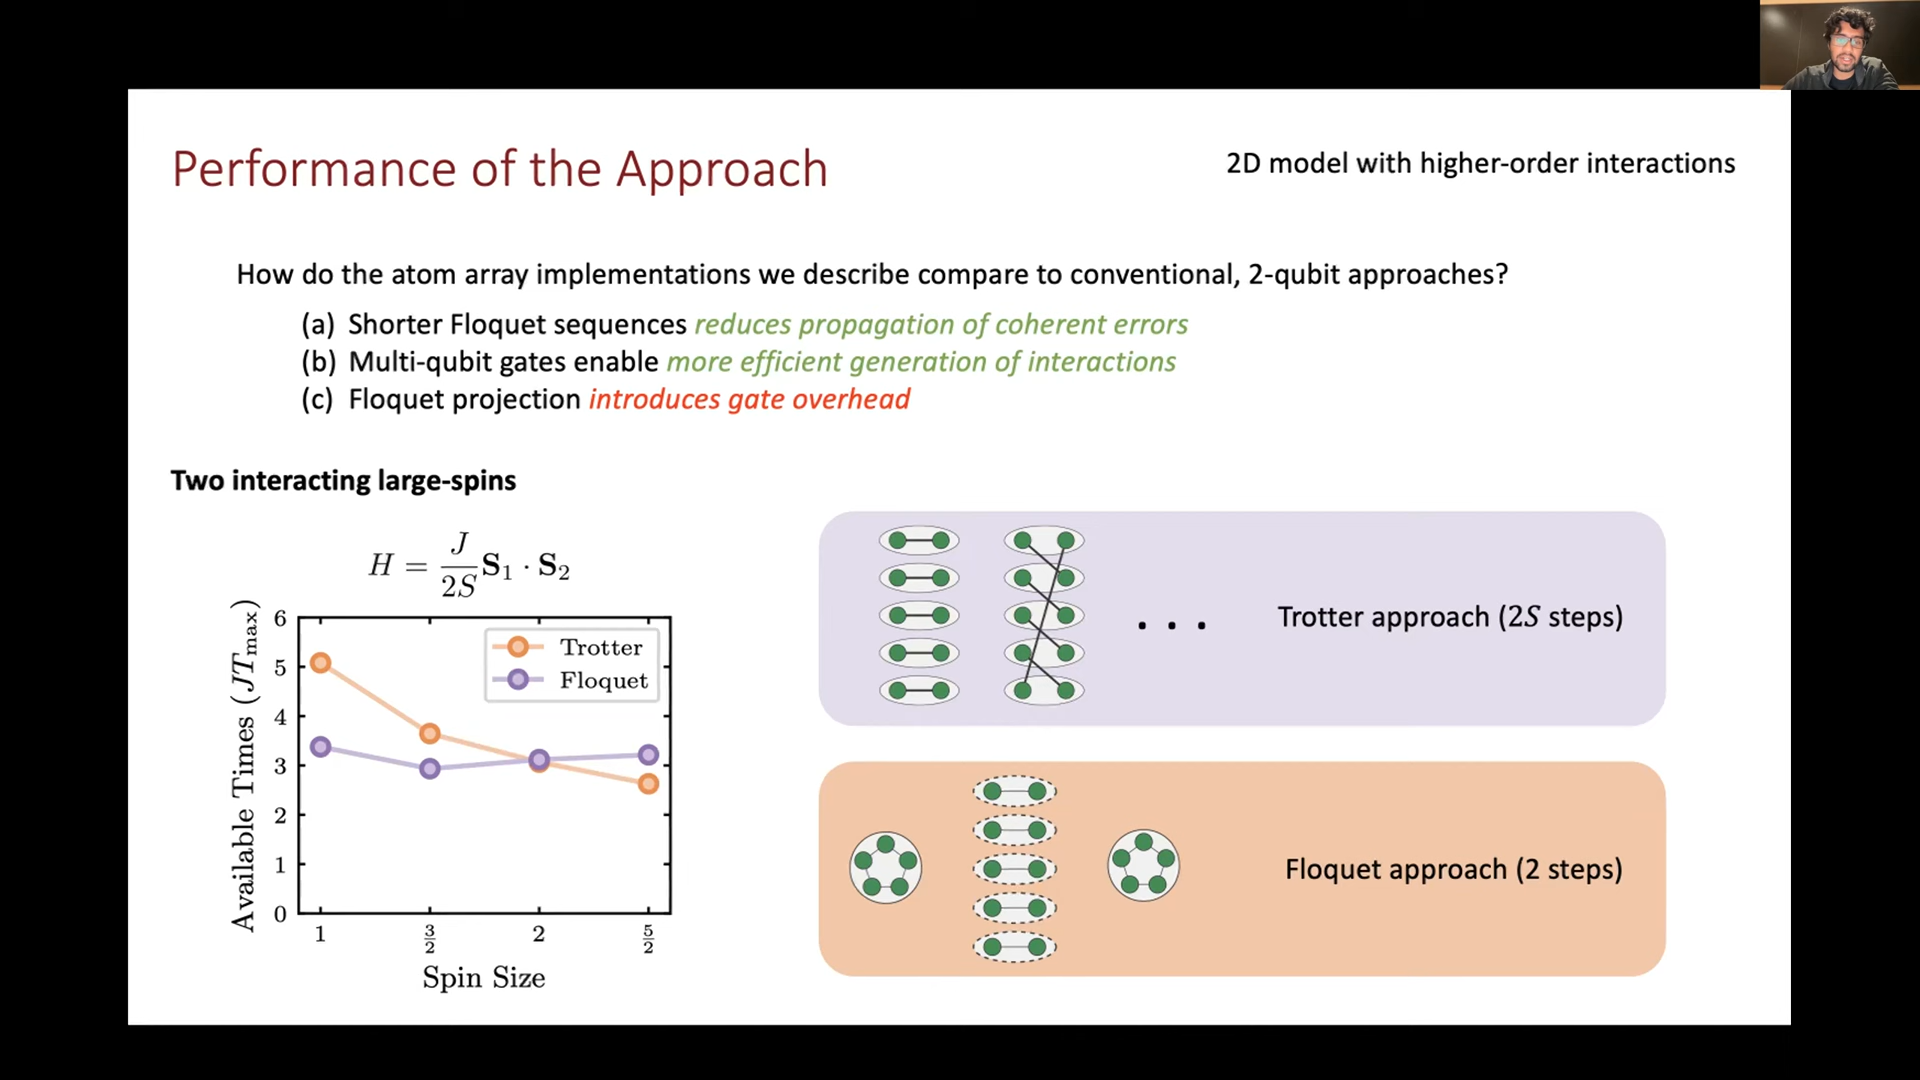 Performance of the Approach
2D model with higher-order interactions
How do the atom array implementations we describe compare to conventional, 2-qubit approaches?
(a) Shorter Floquet sequences reduces propagation of coherent errors
(b) Multi-qubit gates enable more efficient generation of interactions
(c) Floquet projection introduces gate overhead
Two interacting large-spins
H = J/2S S₁ · S₂
Available Times (JTmax)
6
5
4
3
2
1
0
Trotter
Floquet
1 3/2 2 5/2
Spin Size
. . .
Trotter approach (2S steps)
Floquet approach (2 steps)